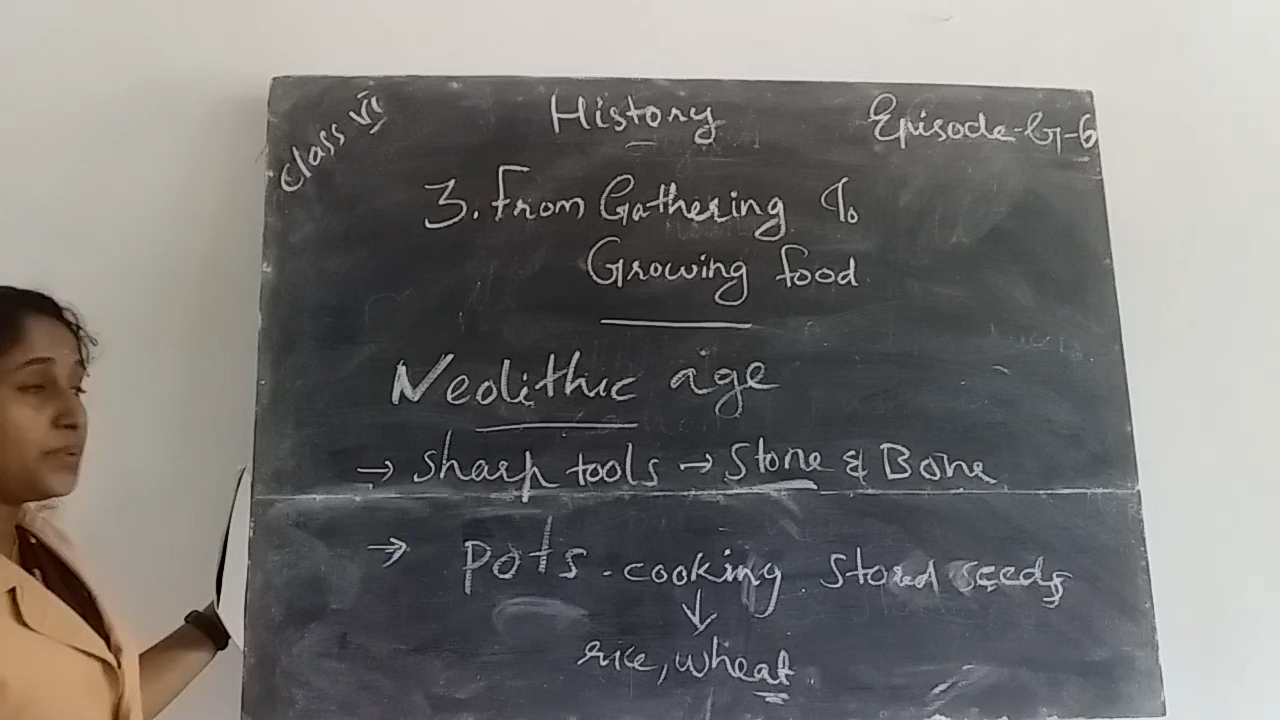 Class VI
History
Episode-G-6
3. From Gathering to
Growing food
Neolithic age
→ sharp tools → Stone & Bone
→ pots - cooking Stored seeds
↓
rice, wheat.